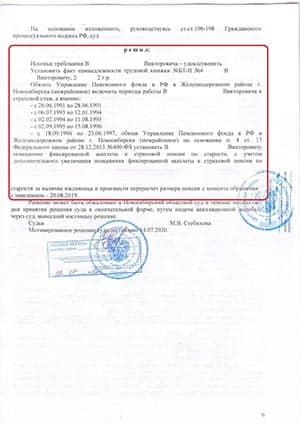 На основании изложенного, руководствуясь ст.ст.196-198 Гражданского
процессуального кодекса РФ, суд
решил:
Исковые требования В Викторовича – удовлетворить.
Установить факт принадлежности трудовой книжки №БТ-II №4 В
Викторовичу, 2 2 г.р.
Обязать Управление Пенсионного фонда в РФ в Железнодорожном районе г.
Новосибирска (межрайонное) включить периоды работы В Викторовича в
страховой стаж, а именно:
- с 26.06.1991 по 28.06.1991
- с 06.07.1993 по 12.01.1994
- с 02.02.1994 по 11.08.1995
- с 02.09.1995 по 15.08.1996
- с 18.09.1996 по 23.06.1997, обязав Управление Пенсионного фонда в РФ в
Железнодорожном районе г. Новосибирска (межрайонное) на основании п 4 ст. 17
Федерального закона от 28.12.2013 №400-ФЗ установить В Викторовичу
повышение фиксированной выплаты к страховой пенсии по старости, с учетом
дополнительного увеличения повышения фиксированной выплаты к страховой пенсии по
старости за наличие иждивенца и произвести перерасчет размера пенсии с момента обращения
с заявлением – 20.08.2019.
Решение может быть обжаловано в Новосибирский областной суд в течение месяца со
дня принятия решения суда в окончательной форме, путем подачи апелляционной жалобы
через суд, вынесший настоящее решение.
Судья М.В. Стебихова
Мотивированное решение суда составлено 14.07.2020.
6